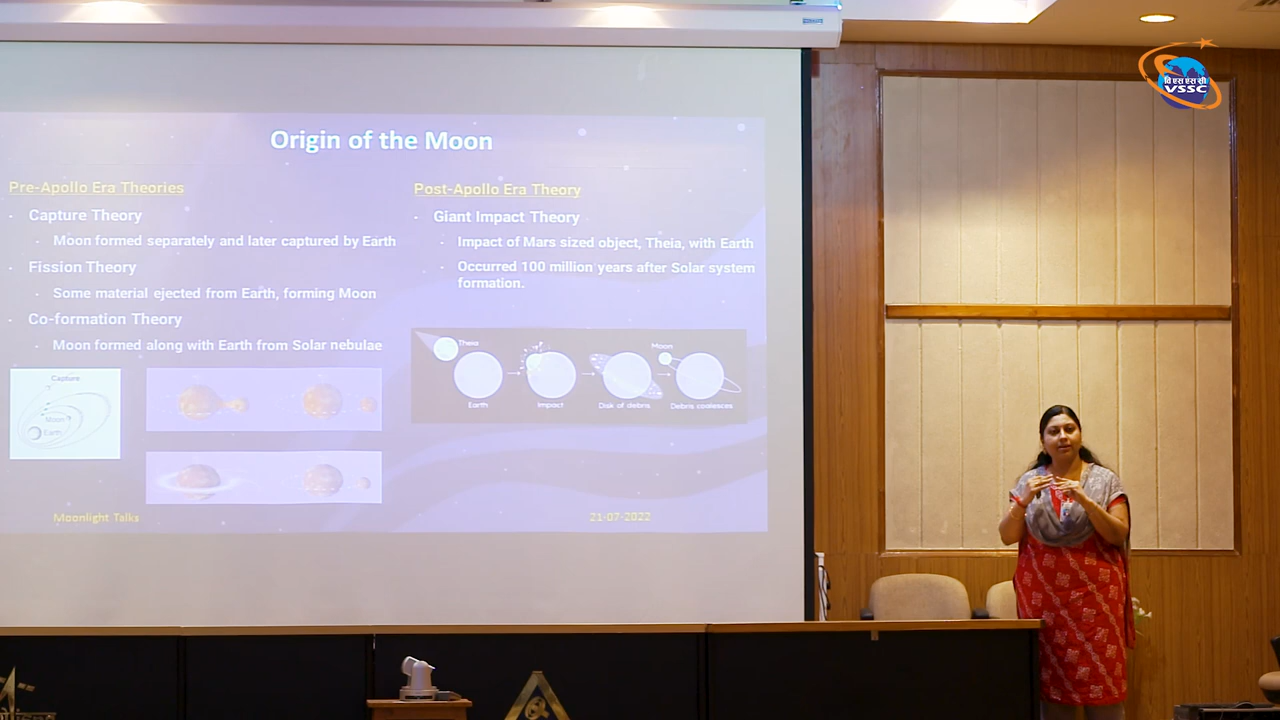 वि एस एस सी
VSSC
Origin of the Moon
Pre-Apollo Era Theories
Capture Theory
Moon formed separately and later captured by Earth
Fission Theory
Some material ejected from Earth, forming Moon
Co-formation Theory
Moon formed along with Earth from Solar nebulae
Capture
Moon
Earth
Post-Apollo Era Theory
Giant Impact Theory
Impact of Mars sized object, Theia, with Earth
Occurred 100 million years after Solar system
formation.
Theia
Moon
Earth
Impact
Disk of debris
Debris coalesces
Moonlight Talks
21-07-2022